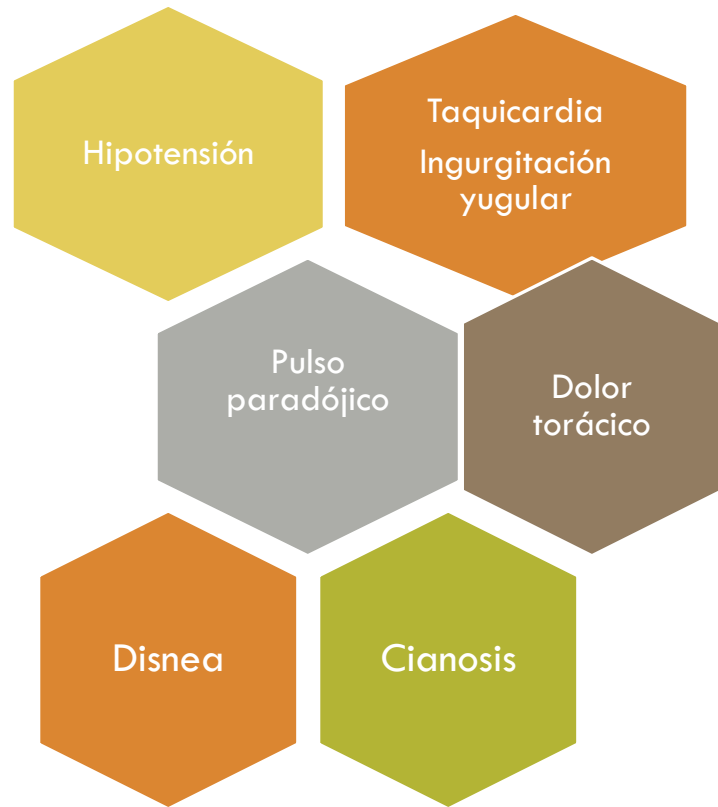 Hipotensión
Taquicardia
Ingurgitación
yugular
Pulso
paradójico
Dolor
torácico
Disnea
Cianosis